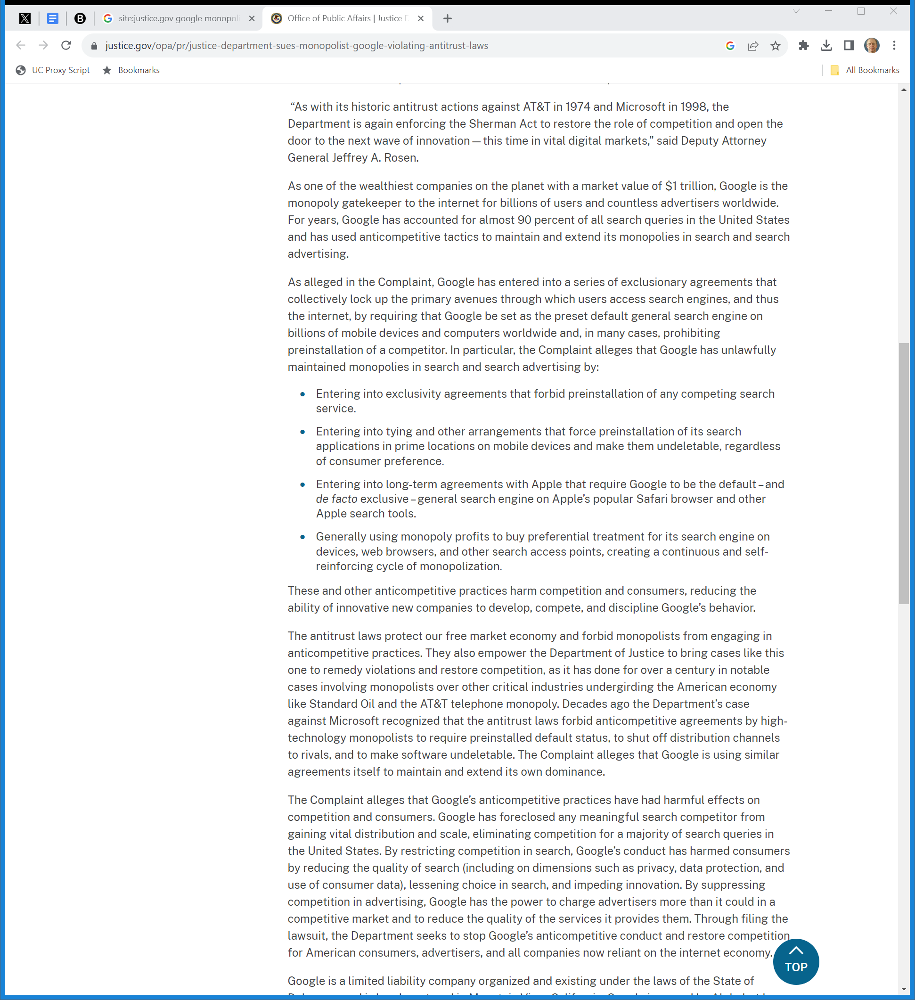 site:justice.gov google monopol
Office of Public Affairs | Justice D
justice.gov/opa/pr/justice-department-sues-monopolist-google-violating-antitrust-laws
UC Proxy Script
Bookmarks
All Bookmarks
“As with its historic antitrust actions against AT&T in 1974 and Microsoft in 1998, the
Department is again enforcing the Sherman Act to restore the role of competition and open the
door to the next wave of innovation—this time in vital digital markets,” said Deputy Attorney
General Jeffrey A. Rosen.
As one of the wealthiest companies on the planet with a market value of $1 trillion, Google is the
monopoly gatekeeper to the internet for billions of users and countless advertisers worldwide.
For years, Google has accounted for almost 90 percent of all search queries in the United States
and has used anticompetitive tactics to maintain and extend its monopolies in search and search
advertising.
As alleged in the Complaint, Google has entered into a series of exclusionary agreements that
collectively lock up the primary avenues through which users access search engines, and thus
the internet, by requiring that Google be set as the preset default general search engine on
billions of mobile devices and computers worldwide and, in many cases, prohibiting
preinstallation of a competitor. In particular, the Complaint alleges that Google has unlawfully
maintained monopolies in search and search advertising by:
• Entering into exclusivity agreements that forbid preinstallation of any competing search
service.
• Entering into tying and other arrangements that force preinstallation of its search
applications in prime locations on mobile devices and make them undeletable, regardless
of consumer preference.
• Entering into long-term agreements with Apple that require Google to be the default – and
de facto exclusive – general search engine on Apple’s popular Safari browser and other
Apple search tools.
• Generally using monopoly profits to buy preferential treatment for its search engine on
devices, web browsers, and other search access points, creating a continuous and self-
reinforcing cycle of monopolization.
These and other anticompetitive practices harm competition and consumers, reducing the
ability of innovative new companies to develop, compete, and discipline Google’s behavior.
The antitrust laws protect our free market economy and forbid monopolists from engaging in
anticompetitive practices. They also empower the Department of Justice to bring cases like this
one to remedy violations and restore competition, as it has done for over a century in notable
cases involving monopolists over other critical industries undergirding the American economy
like Standard Oil and the AT&T telephone monopoly. Decades ago the Department’s case
against Microsoft recognized that the antitrust laws forbid anticompetitive agreements by high-
technology monopolists to require preinstalled default status, to shut off distribution channels
to rivals, and to make software undeletable. The Complaint alleges that Google is using similar
agreements itself to maintain and extend its own dominance.
The Complaint alleges that Google’s anticompetitive practices have had harmful effects on
competition and consumers. Google has foreclosed any meaningful search competitor from
gaining vital distribution and scale, eliminating competition for a majority of search queries in
the United States. By restricting competition in search, Google’s conduct has harmed consumers
by reducing the quality of search (including on dimensions such as privacy, data protection, and
use of consumer data), lessening choice in search, and impeding innovation. By suppressing
competition in advertising, Google has the power to charge advertisers more than it could in a
competitive market and to reduce the quality of the services it provides them. Through filing the
lawsuit, the Department seeks to stop Google’s anticompetitive conduct and restore competition
for American consumers, advertisers, and all companies now reliant on the internet economy.
TOP
Google is a limited liability company organized and existing under the laws of the State of